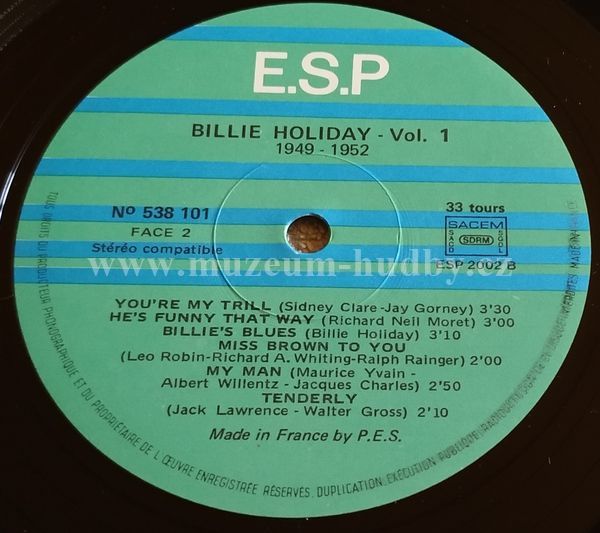 E.S.P
BILLIE HOLIDAY - Vol. 1
1949 - 1952
Nº 538 101
FACE 2
Stéréo compatible
33 tours
SACEM
SACD SDRM SGDL
ESP 2002 B
www.muzeum-hudby.cz
YOU'RE MY TRILL (Sidney Clare-Jay Gorney) 3'30
HE'S FUNNY THAT WAY (Richard Neil Moret) 3'00
BILLIE'S BLUES (Billie Holiday) 3'10
MISS BROWN TO YOU
(Leo Robin-Richard A. Whiting-Ralph Rainger) 2'00
MY MAN (Maurice Yvain -
Albert Willentz - Jacques Charles) 2'50
TENDERLY
(Jack Lawrence - Walter Gross) 2'10
Made in France by P.E.S.
TOUS DROITS DU PRODUCTEUR PHONOGRAPHIQUE ET DU PROPRIÉTAIRE DE L'ŒUVRE ENREGISTRÉE RÉSERVÉS. DUPLICATION, EXÉCUTION PUBLIQUE, RADIODIFFUSION